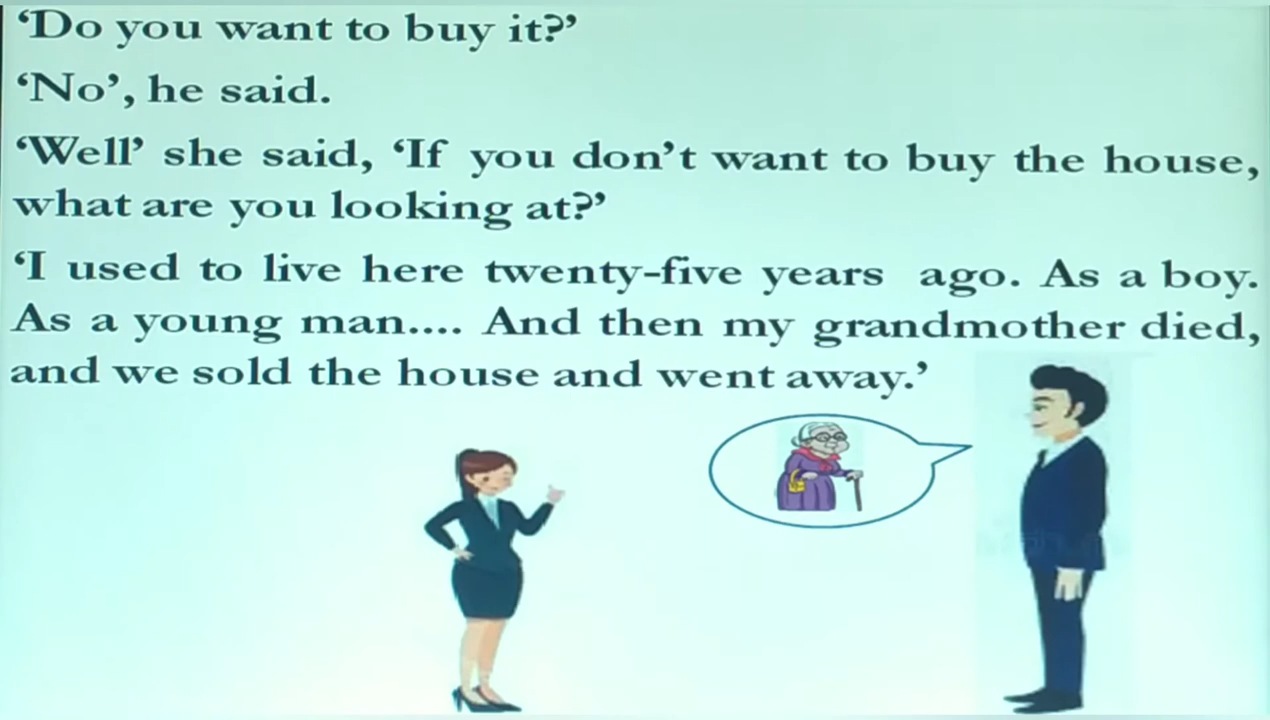 ‘Do you want to buy it?’
‘No’, he said.
‘Well’ she said, ‘If you don’t want to buy the house,
what are you looking at?’
‘I used to live here twenty-five years ago. As a boy.
As a young man.... And then my grandmother died,
and we sold the house and went away.’